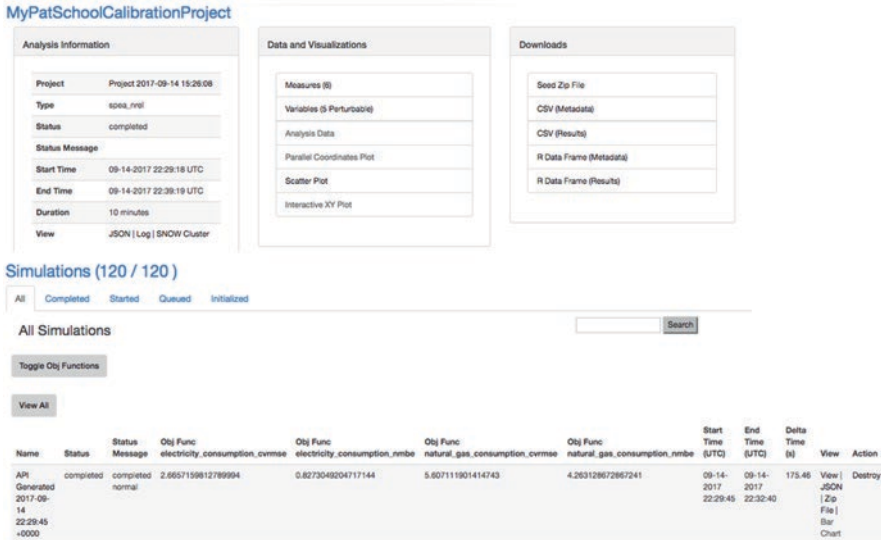 MyPatSchoolCalibrationProject
Analysis Information
Project Project 2017-09-14 15:26:08
Type spea_nrel
Status completed
Status Message
Start Time 09-14-2017 22:29:18 UTC
End Time 09-14-2017 22:39:19 UTC
Duration 10 minutes
View JSON | Log | SNOW Cluster
Data and Visualizations
Measures (6)
Variables (5 Perturbable)
Analysis Data
Parallel Coordinates Plot
Scatter Plot
Interactive XY Plot
Downloads
Seed Zip File
CSV (Metadata)
CSV (Results)
R Data Frame (Metadata)
R Data Frame (Results)
Simulations (120 / 120 )
All Completed Started Queued Initialized
All Simulations
Search
Toggle Obj Functions
View All
Name
Status
Status
Message
Obj Func
electricity_consumption_cvrmse
Obj Func
electricity_consumption_nmbe
Obj Func
natural_gas_consumption_cvrmse
Obj Func
natural_gas_consumption_nmbe
Start
Time
(UTC)
End
Time
(UTC)
Delta
Time
(s)
View
Action
API
Generated
2017-09-
14
22:29:45
+0000
completed
completed
normal
2.6657159812789994
0.8273049204717144
5.607111901414743
4.263128672667241
09-14-
2017
22:29:45
09-14-
2017
22:32:40
175.46
View |
JSON
| Zip
File |
Bar
Chart
Destroy